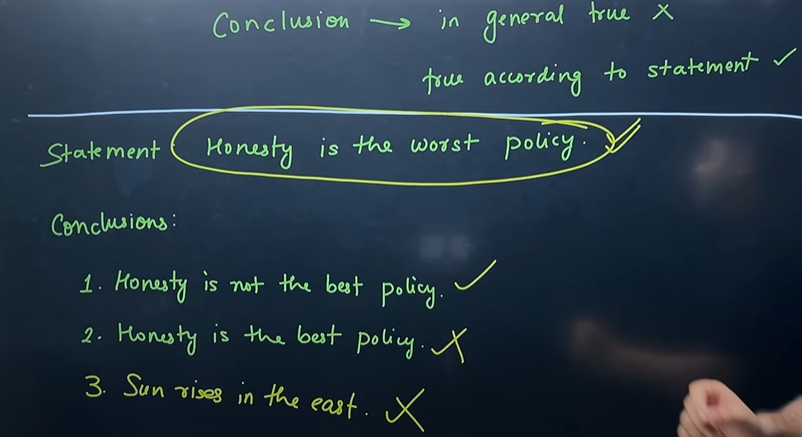 Conclusion → in general true ×
true according to statement ✓
Statement Honesty is the worst policy. ✓
Conclusions:
1. Honesty is not the best policy. ✓
2. Honesty is the best policy. ×
3. Sun rises in the east. ×